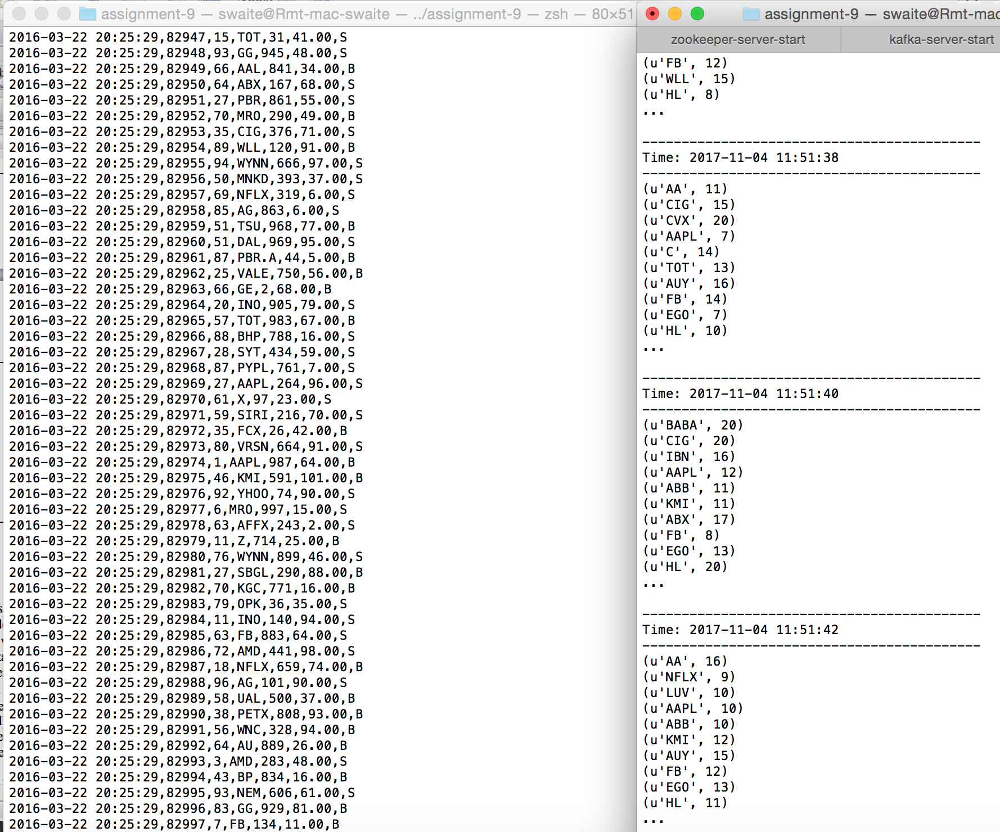 assignment-9 — swaite@Rmt-mac-swaite — ../assignment-9 — zsh — 80×51
2016-03-22 20:25:29,82947,15,TOT,31,41.00,S
2016-03-22 20:25:29,82948,93,GG,945,48.00,S
2016-03-22 20:25:29,82949,66,AAL,841,34.00,B
2016-03-22 20:25:29,82950,64,ABX,167,68.00,S
2016-03-22 20:25:29,82951,27,PBR,861,55.00,S
2016-03-22 20:25:29,82952,70,MRO,290,49.00,B
2016-03-22 20:25:29,82953,35,CIG,376,71.00,S
2016-03-22 20:25:29,82954,89,WLL,120,91.00,B
2016-03-22 20:25:29,82955,94,WYNN,666,97.00,S
2016-03-22 20:25:29,82956,50,MNKD,393,37.00,S
2016-03-22 20:25:29,82957,69,NFLX,319,6.00,S
2016-03-22 20:25:29,82958,85,AG,863,6.00,S
2016-03-22 20:25:29,82959,51,TSU,968,77.00,B
2016-03-22 20:25:29,82960,51,DAL,969,95.00,S
2016-03-22 20:25:29,82961,87,PBR.A,44,5.00,B
2016-03-22 20:25:29,82962,25,VALE,750,56.00,B
2016-03-22 20:25:29,82963,66,GE,2,68.00,B
2016-03-22 20:25:29,82964,20,INO,905,79.00,S
2016-03-22 20:25:29,82965,57,TOT,983,67.00,B
2016-03-22 20:25:29,82966,88,BHP,788,16.00,S
2016-03-22 20:25:29,82967,28,SYT,434,59.00,S
2016-03-22 20:25:29,82968,87,PYPL,761,7.00,S
2016-03-22 20:25:29,82969,27,AAPL,264,96.00,S
2016-03-22 20:25:29,82970,61,X,97,23.00,S
2016-03-22 20:25:29,82971,59,SIRI,216,70.00,S
2016-03-22 20:25:29,82972,35,FCX,26,42.00,B
2016-03-22 20:25:29,82973,80,VRSN,664,91.00,S
2016-03-22 20:25:29,82974,1,AAPL,987,64.00,B
2016-03-22 20:25:29,82975,46,KMI,591,101.00,B
2016-03-22 20:25:29,82976,92,YHOO,74,90.00,S
2016-03-22 20:25:29,82977,6,MRO,997,15.00,S
2016-03-22 20:25:29,82978,63,AFFX,243,2.00,S
2016-03-22 20:25:29,82979,11,Z,714,25.00,B
2016-03-22 20:25:29,82980,76,WYNN,899,46.00,S
2016-03-22 20:25:29,82981,27,SBGL,290,88.00,B
2016-03-22 20:25:29,82982,70,KGC,771,16.00,B
2016-03-22 20:25:29,82983,79,OPK,36,35.00,S
2016-03-22 20:25:29,82984,11,INO,140,94.00,S
2016-03-22 20:25:29,82985,63,FB,883,64.00,S
2016-03-22 20:25:29,82986,72,AMD,441,98.00,S
2016-03-22 20:25:29,82987,18,NFLX,659,74.00,B
2016-03-22 20:25:29,82988,96,AG,101,90.00,S
2016-03-22 20:25:29,82989,58,UAL,500,37.00,B
2016-03-22 20:25:29,82990,38,PETX,808,93.00,B
2016-03-22 20:25:29,82991,56,WNC,328,94.00,B
2016-03-22 20:25:29,82992,64,AU,889,26.00,B
2016-03-22 20:25:29,82993,3,AMD,283,48.00,S
2016-03-22 20:25:29,82994,43,BP,834,16.00,B
2016-03-22 20:25:29,82995,93,NEM,606,61.00,S
2016-03-22 20:25:29,82996,83,GG,929,81.00,B
2016-03-22 20:25:29,82997,7,FB,134,11.00,B
assignment-9 — swaite@Rmt-mac
zookeeper-server-start
kafka-server-start
(u'FB', 12)
(u'WLL', 15)
(u'HL', 8)
...
-------------------------------------------
Time: 2017-11-04 11:51:38
-------------------------------------------
(u'AA', 11)
(u'CIG', 15)
(u'CVX', 20)
(u'AAPL', 7)
(u'C', 14)
(u'TOT', 13)
(u'AUY', 16)
(u'FB', 14)
(u'EGO', 7)
(u'HL', 10)
...
-------------------------------------------
Time: 2017-11-04 11:51:40
-------------------------------------------
(u'BABA', 20)
(u'CIG', 20)
(u'IBN', 16)
(u'AAPL', 12)
(u'ABB', 11)
(u'KMI', 11)
(u'ABX', 17)
(u'FB', 8)
(u'EGO', 13)
(u'HL', 20)
...
-------------------------------------------
Time: 2017-11-04 11:51:42
-------------------------------------------
(u'AA', 16)
(u'NFLX', 9)
(u'LUV', 10)
(u'AAPL', 10)
(u'ABB', 10)
(u'KMI', 12)
(u'AUY', 15)
(u'FB', 12)
(u'EGO', 13)
(u'HL', 11)
...